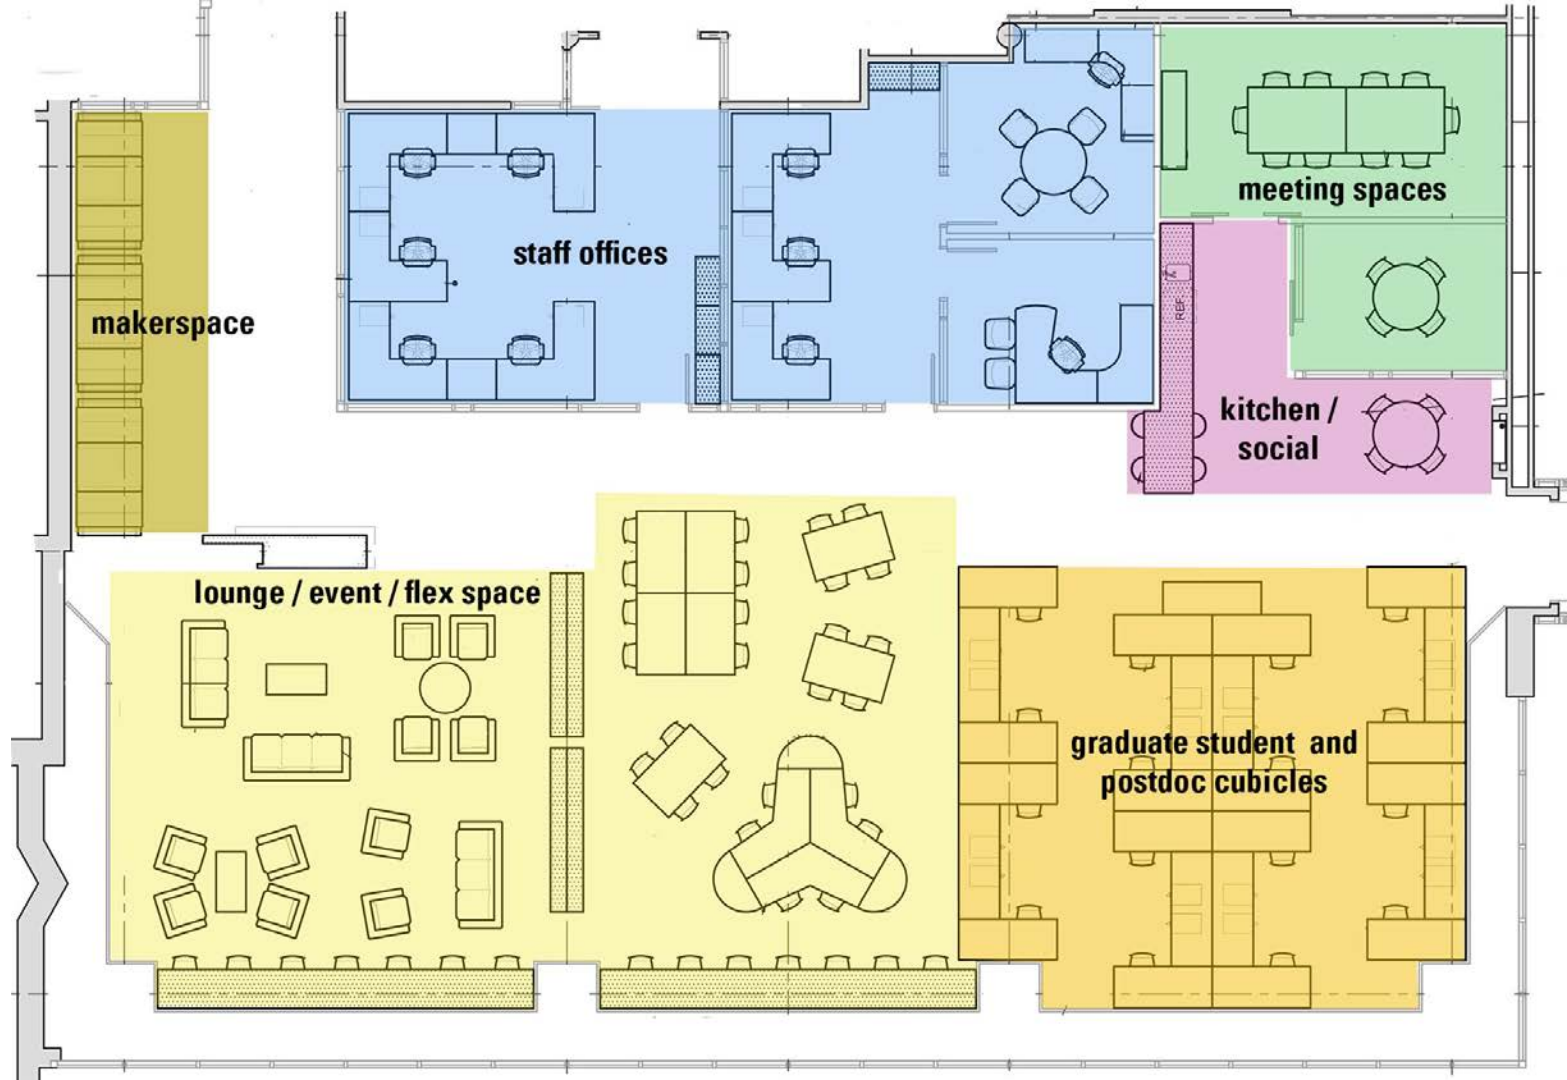 meeting spaces
staff offices
REF.
makerspace
kitchen /
social
lounge / event / flex space
graduate student and
postdoc cubicles